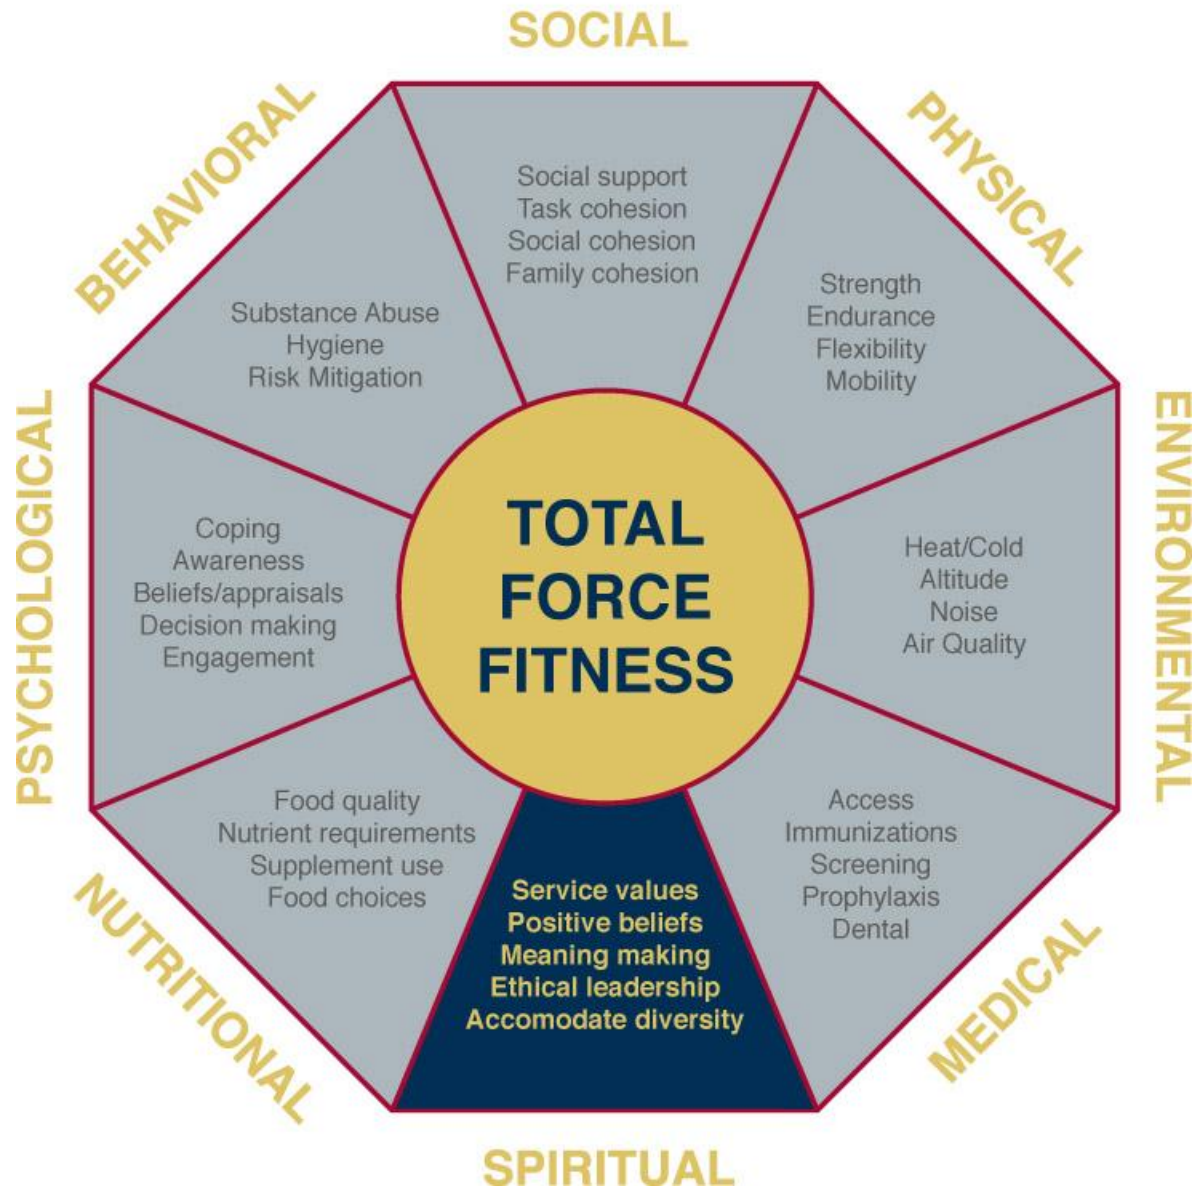 SOCIAL
Social support
Task cohesion
Social cohesion
Family cohesion
PHYSICAL
Strength
Endurance
Flexibility
Mobility
ENVIRONMENTAL
Heat/Cold
Altitude
Noise
Air Quality
MEDICAL
Access
Immunizations
Screening
Prophylaxis
Dental
SPIRITUAL
Service values
Positive beliefs
Meaning making
Ethical leadership
Accomodate diversity
NUTRITIONAL
Food quality
Nutrient requirements
Supplement use
Food choices
PSYCHOLOGICAL
Coping
Awareness
Beliefs/appraisals
Decision making
Engagement
BEHAVIORAL
Substance Abuse
Hygiene
Risk Mitigation
TOTAL
FORCE
FITNESS